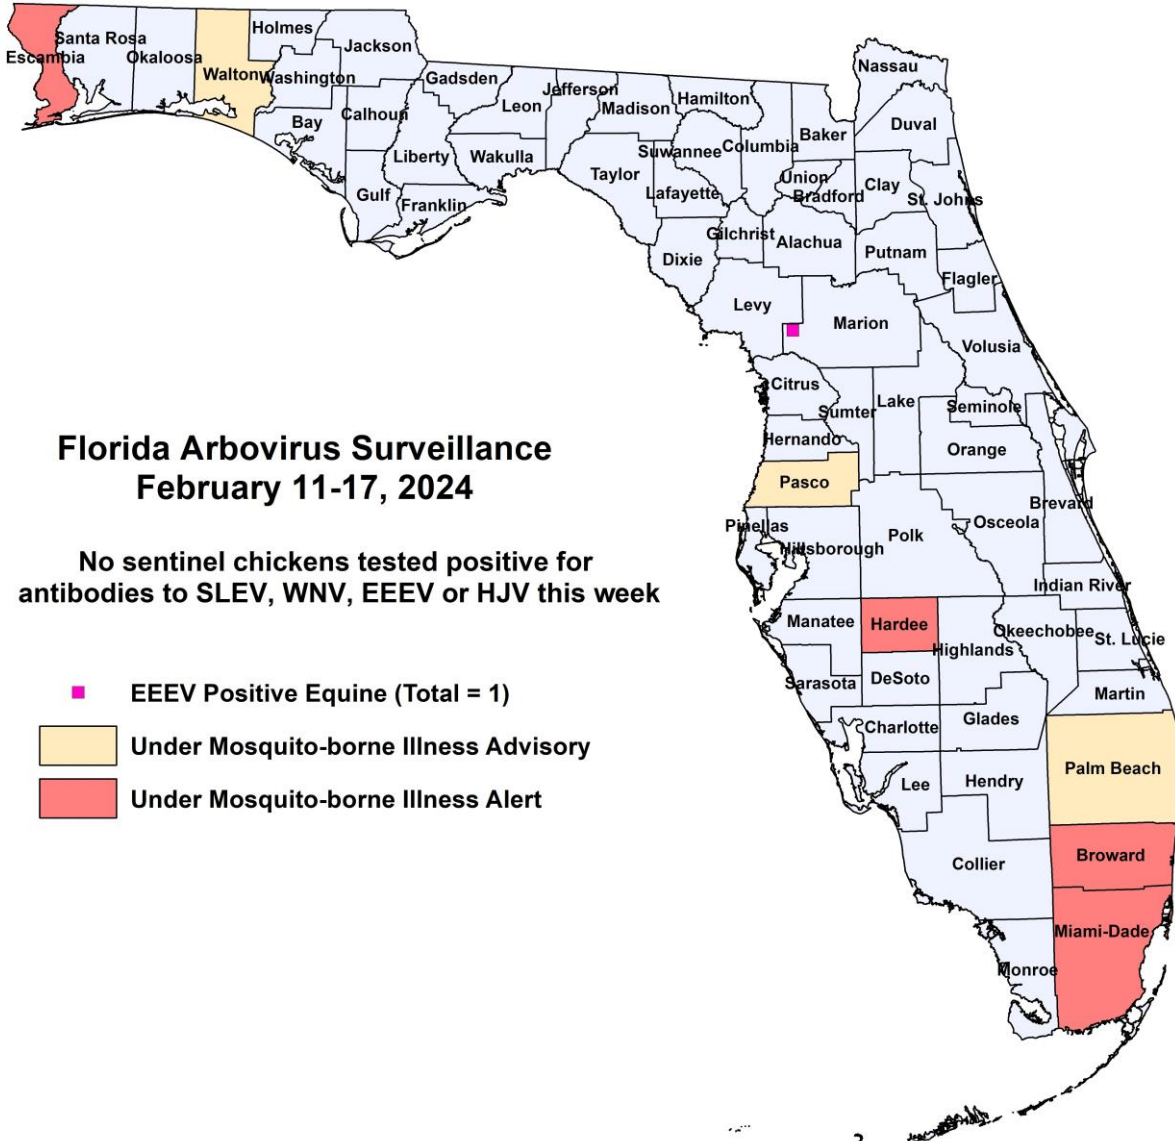 Holmes
Santa Rosa
Escambia
Okaloosa
Jackson
Walton
Washington
Gadsden
Nassau
Leon
Jefferson
Madison
Hamilton
Calhoun
Bay
Duval
Baker
Liberty
Wakulla
Suwannee
Columbia
Taylor
Union
Clay
Bradford
Lafayette
Gulf
Franklin
St. Johns
Gilchrist
Alachua
Putnam
Dixie
Flagler
Levy
Marion
Volusia
Citrus
Lake
Sumter
Seminole
Hernando
Orange
Florida Arbovirus Surveillance
February 11-17, 2024
Pasco
Brevard
Pinellas
Osceola
Polk
Hillsborough
No sentinel chickens tested positive for
antibodies to SLEV, WNV, EEEV or HJV this week
Indian River
Manatee
Hardee
Okeechobee
St. Lucie
Highlands
Sarasota
DeSoto
EEEV Positive Equine (Total = 1)
Martin
Charlotte
Glades
Under Mosquito-borne Illness Advisory
Palm Beach
Lee
Hendry
Under Mosquito-borne Illness Alert
Broward
Collier
Miami-Dade
Monroe